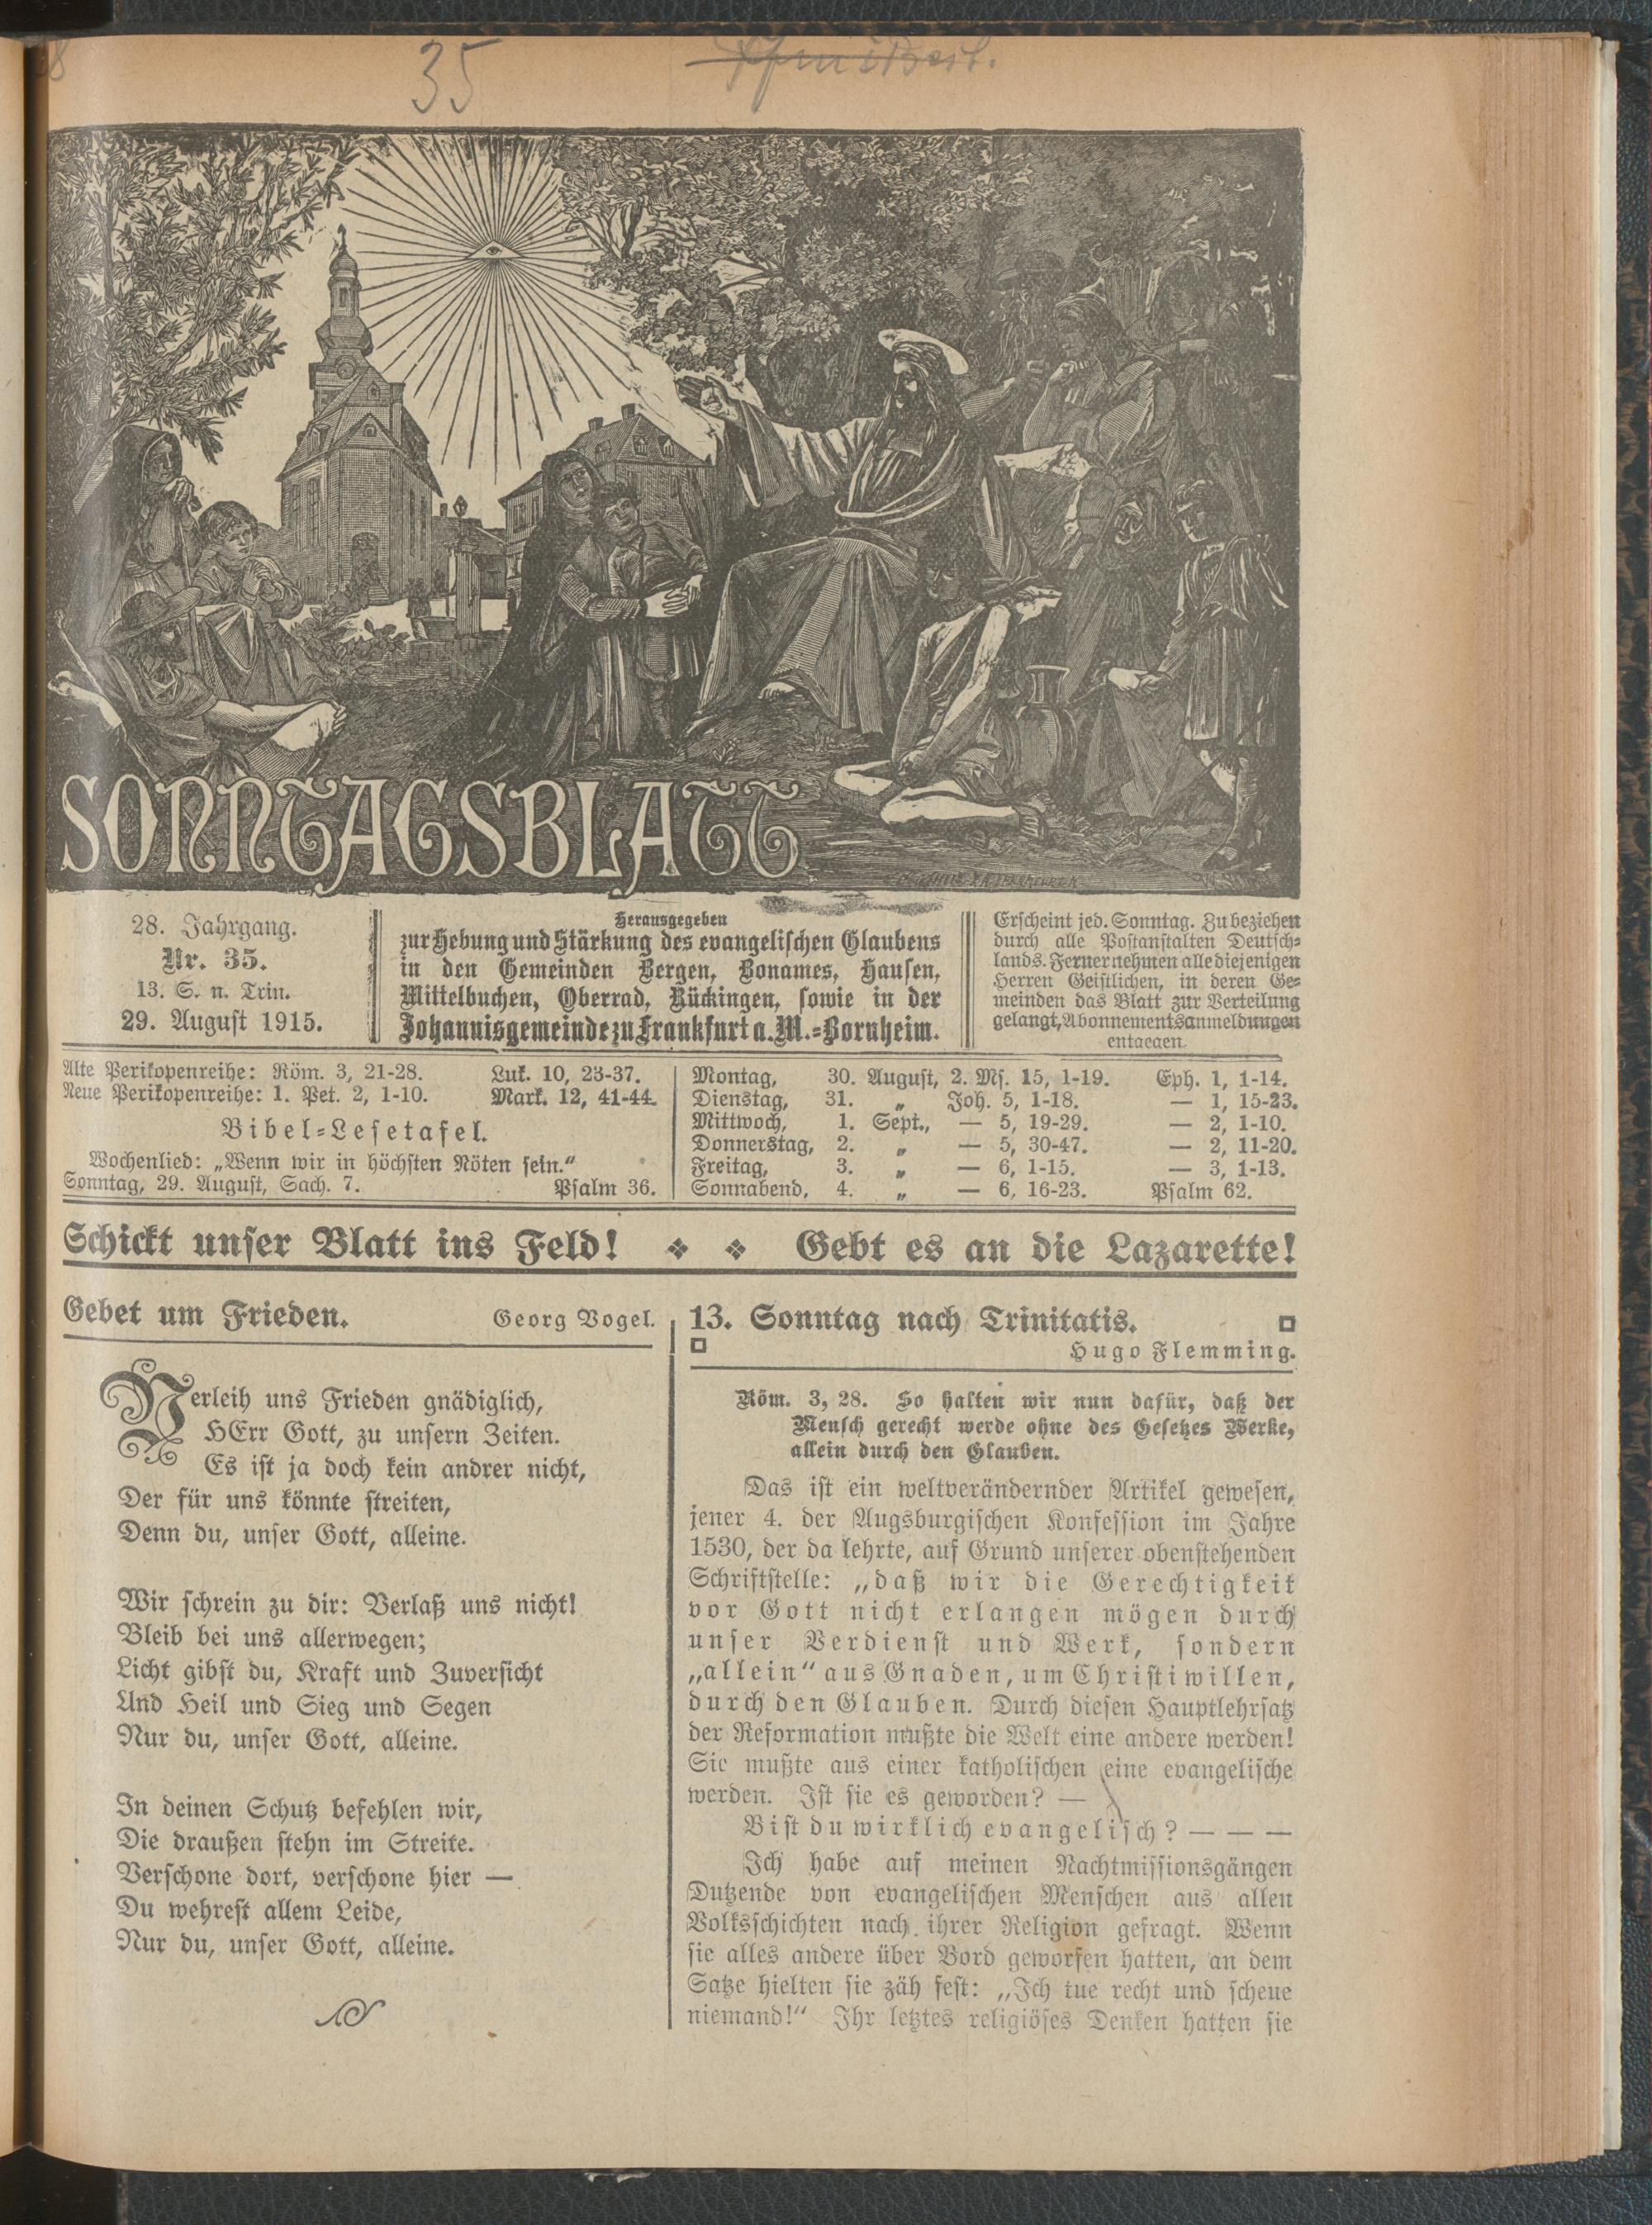 35
SONNTAGSBLATT
28. Jahrgang.
Nr. 35.
13. S. n. Trin.
29. August 1915.
Herausgegeben
zur Hebung und Stärkung des evangelischen Glaubens
in den Gemeinden Bergen, Bonames, Hausen,
Mittelbuchen, Oberrad, Rückingen, sowie in der
Johannisgemeinde zu Frankfurt a. M.-Bornheim.
Erscheint jed. Sonntag. Zu beziehen
durch alle Postanstalten Deutsch-
lands. Ferner nehmen alle diejenigen
Herren Geistlichen, in deren Ge-
meinden das Blatt zur Verteilung
gelangt, Abonnementsanmeldungen
entgegen
Alte Perikopenreihe: Röm. 3, 21-28. Luk. 10, 23-37.
Neue Perikopenreihe: 1. Pet. 2, 1-10. Mark. 12, 41-44.
Bibel-Lesetafel.
Wochenlied: „Wenn wir in höchsten Nöten sein.“
Sonntag, 29. August, Sach. 7. Psalm 36.
Montag, 30. August, 2. Ms. 15, 1-19. Eph. 1, 1-14.
Dienstag, 31. „ Joh. 5, 1-18. — 1, 15-23.
Mittwoch, 1. Sept., — 5, 19-29. — 2, 1-10.
Donnerstag, 2. „ — 5, 30-47. — 2, 11-20.
Freitag, 3. „ — 6, 1-15. — 3, 1-13.
Sonnabend, 4. „ — 6, 16-23. Psalm 62.
Schickt unser Blatt ins Feld! ❖ ❖ Gebt es an die Lazarette!
Gebet um Frieden. Georg Vogel.
Verleih uns Frieden gnädiglich,
HErr Gott, zu unsern Zeiten.
Es ist ja doch kein andrer nicht,
Der für uns könnte streiten,
Denn du, unser Gott, alleine.
Wir schrein zu dir: Verlaß uns nicht!
Bleib bei uns allerwegen;
Licht gibst du, Kraft und Zuversicht
Und Heil und Sieg und Segen
Nur du, unser Gott, alleine.
In deinen Schutz befehlen wir,
Die draußen stehn im Streite.
Verschone dort, verschone hier —
Du wehrest allem Leide,
Nur du, unser Gott, alleine.
13. Sonntag nach Trinitatis.
Hugo Flemming.
Röm. 3, 28. So halten wir nun dafür, daß der
Mensch gerecht werde ohne des Gesetzes Werke,
allein durch den Glauben.
Das ist ein weltverändernder Artikel gewesen,
jener 4. der Augsburgischen Konfession im Jahre
1530, der da lehrte, auf Grund unserer obenstehenden
Schriftstelle: „daß wir die Gerechtigkeit
vor Gott nicht erlangen mögen durch
unser Verdienst und Werk, sondern
„allein“ aus Gnaden, um Christi willen,
durch den Glauben. Durch diesen Hauptlehrsatz
der Reformation mußte die Welt eine andere werden!
Sie mußte aus einer katholischen eine evangelische
werden. Ist sie es geworden? —
Bist du wirklich evangelisch? — — —
Ich habe auf meinen Nachtmissionsgängen
Dutzende von evangelischen Menschen aus allen
Volksschichten nach ihrer Religion gefragt. Wenn
sie alles andere über Bord geworfen hatten, an dem
Satze hielten sie zäh fest: „Ich tue recht und scheue
niemand!“ Ihr letztes religiöses Denken hatten sie